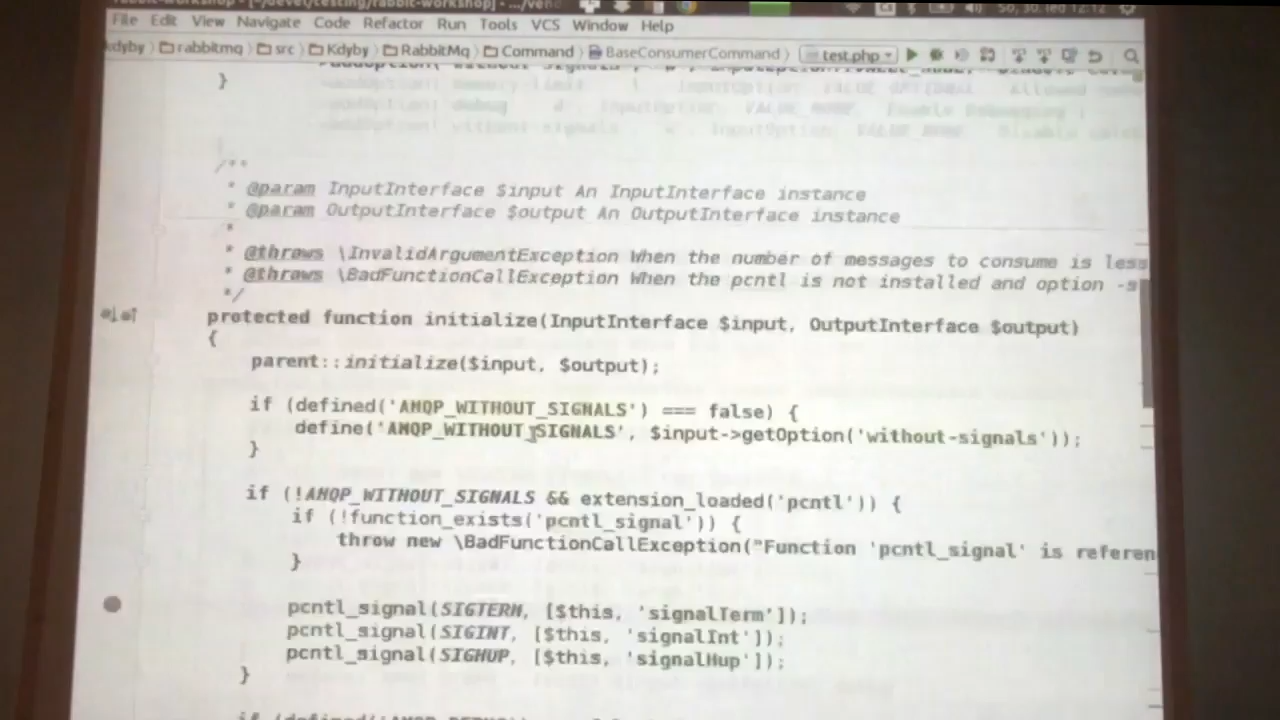 File Edit View Navigate Code Refactor Run Tools VCS Window Help
kdyby rabbitmq src Kdyby RabbitMq Command BaseConsumerCommand test.php
}
/**
* @param InputInterface $input An InputInterface instance
* @param OutputInterface $output An OutputInterface instance
*
* @throws \InvalidArgumentException When the number of messages to consume is less
* @throws \BadFunctionCallException When the pcntl is not installed and option -s
*/
protected function initialize(InputInterface $input, OutputInterface $output)
{
parent::initialize($input, $output);
if (defined('AMQP_WITHOUT_SIGNALS') === false) {
define('AMQP_WITHOUT_SIGNALS', $input->getOption('without-signals'));
}
if (!AMQP_WITHOUT_SIGNALS && extension_loaded('pcntl')) {
if (!function_exists('pcntl_signal')) {
throw new \BadFunctionCallException("Function 'pcntl_signal' is referen
}
pcntl_signal(SIGTERM, [$this, 'signalTerm']);
pcntl_signal(SIGINT, [$this, 'signalInt']);
pcntl_signal(SIGHUP, [$this, 'signalHup']);
}